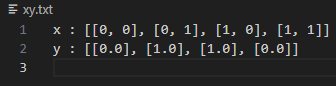 xy.txt
1 x : [[0, 0], [0, 1], [1, 0], [1, 1]]
2 y : [[0.0], [1.0], [1.0], [0.0]]
3